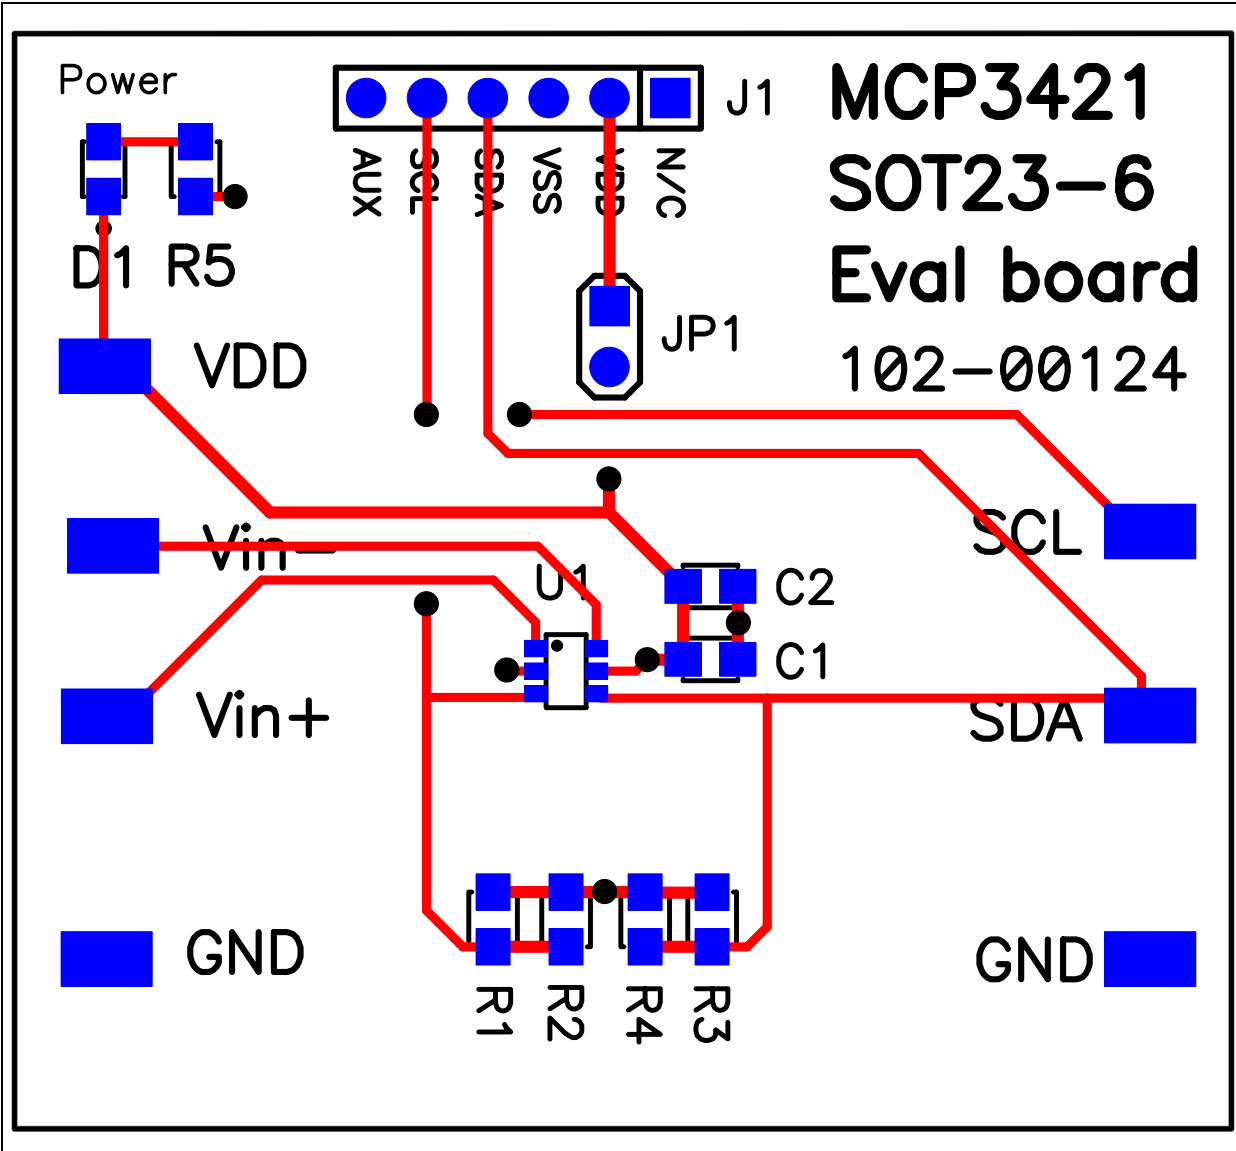 Power
J1
MCP3421
SOT23-6
Eval board
102-00124
AUX
SCL
SDA
VSS
VDD
N/C
D1
R5
JP1
VDD
Vin-
U1
C2
SCL
C1
Vin+
SDA
GND
GND
R1
R2
R4
R3